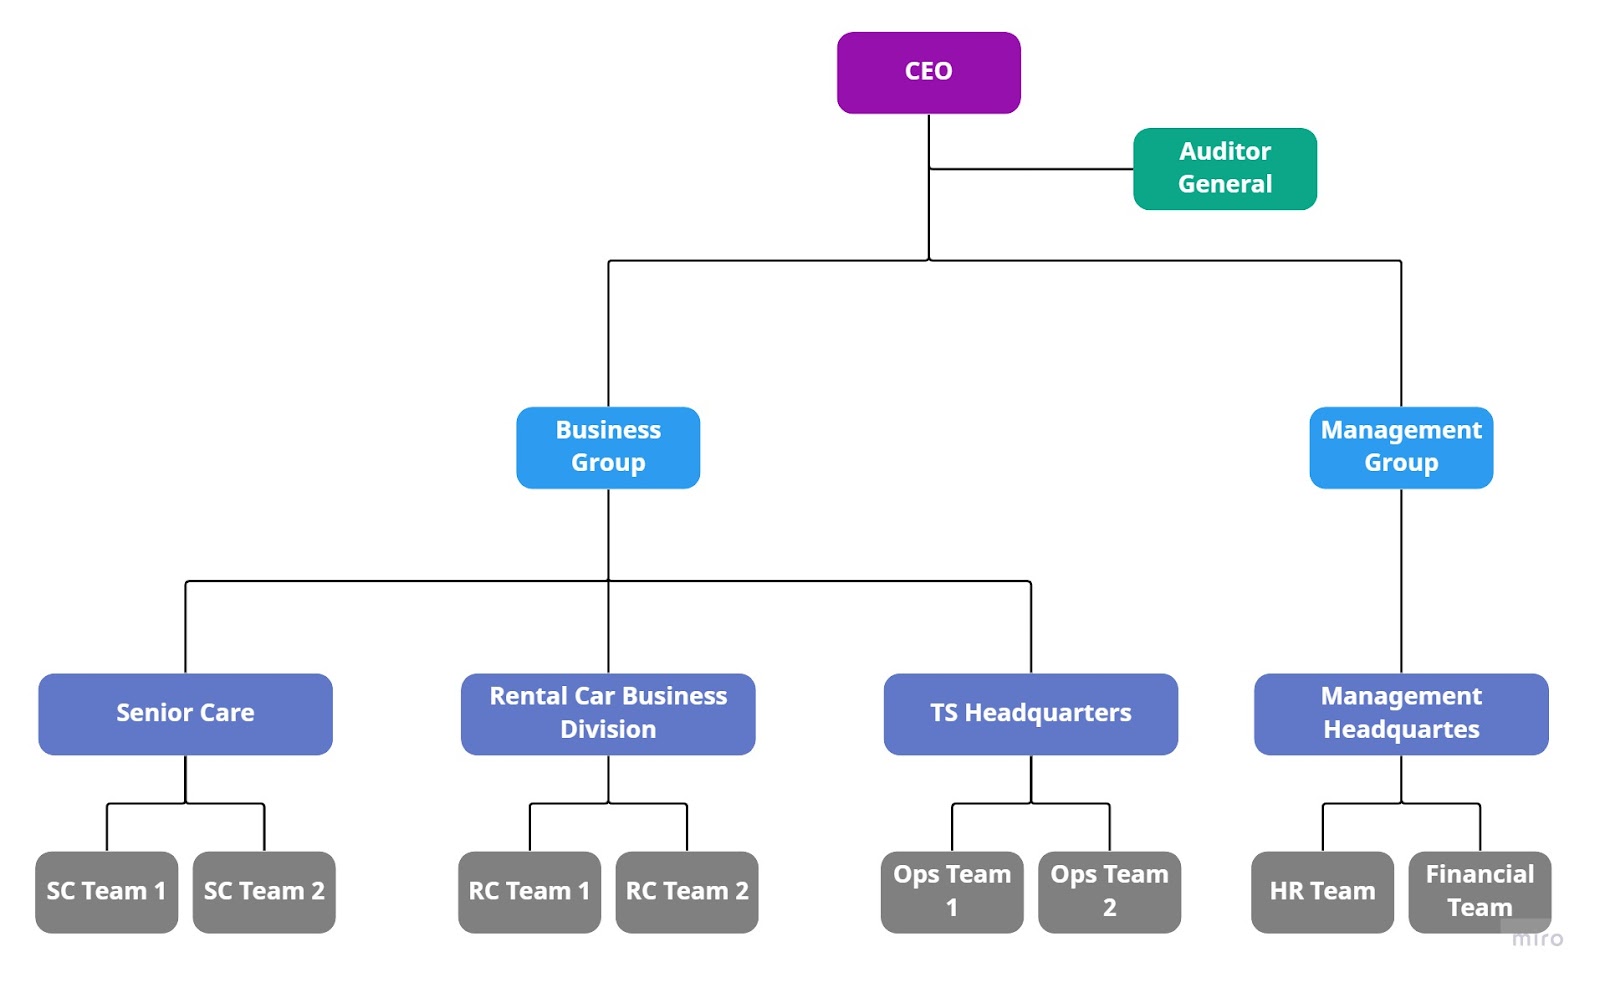 CEO
Auditor
General
Business
Group
Management
Group
Senior Care
Rental Car Business
Division
TS Headquarters
Management
Headquartes
SC Team 1
SC Team 2
RC Team 1
RC Team 2
Ops Team
1
Ops Team
2
HR Team
Financial
Team
miro